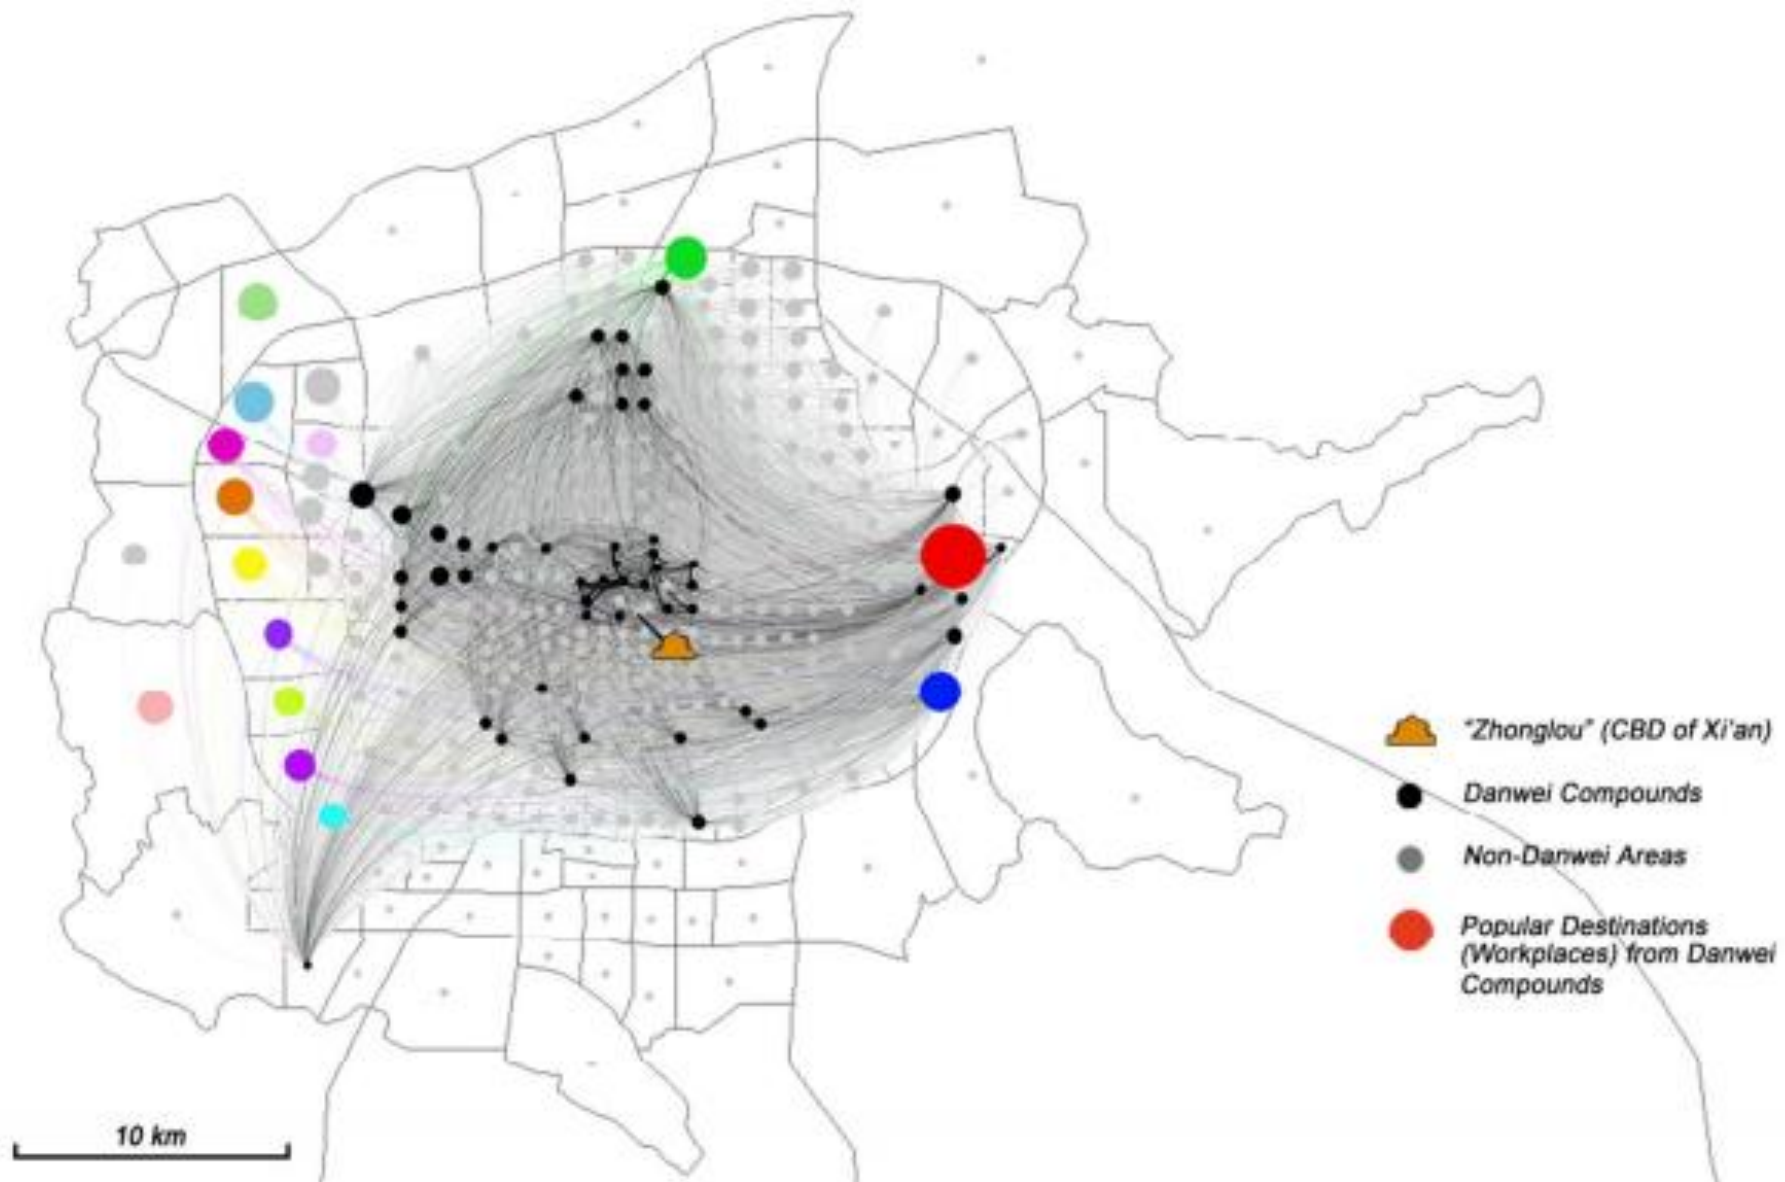 "Zhonglou" (CBD of Xi'an)
Danwei Compounds
Non-Danwei Areas
Popular Destinations
(Workplaces) from Danwei
Compounds
10 km